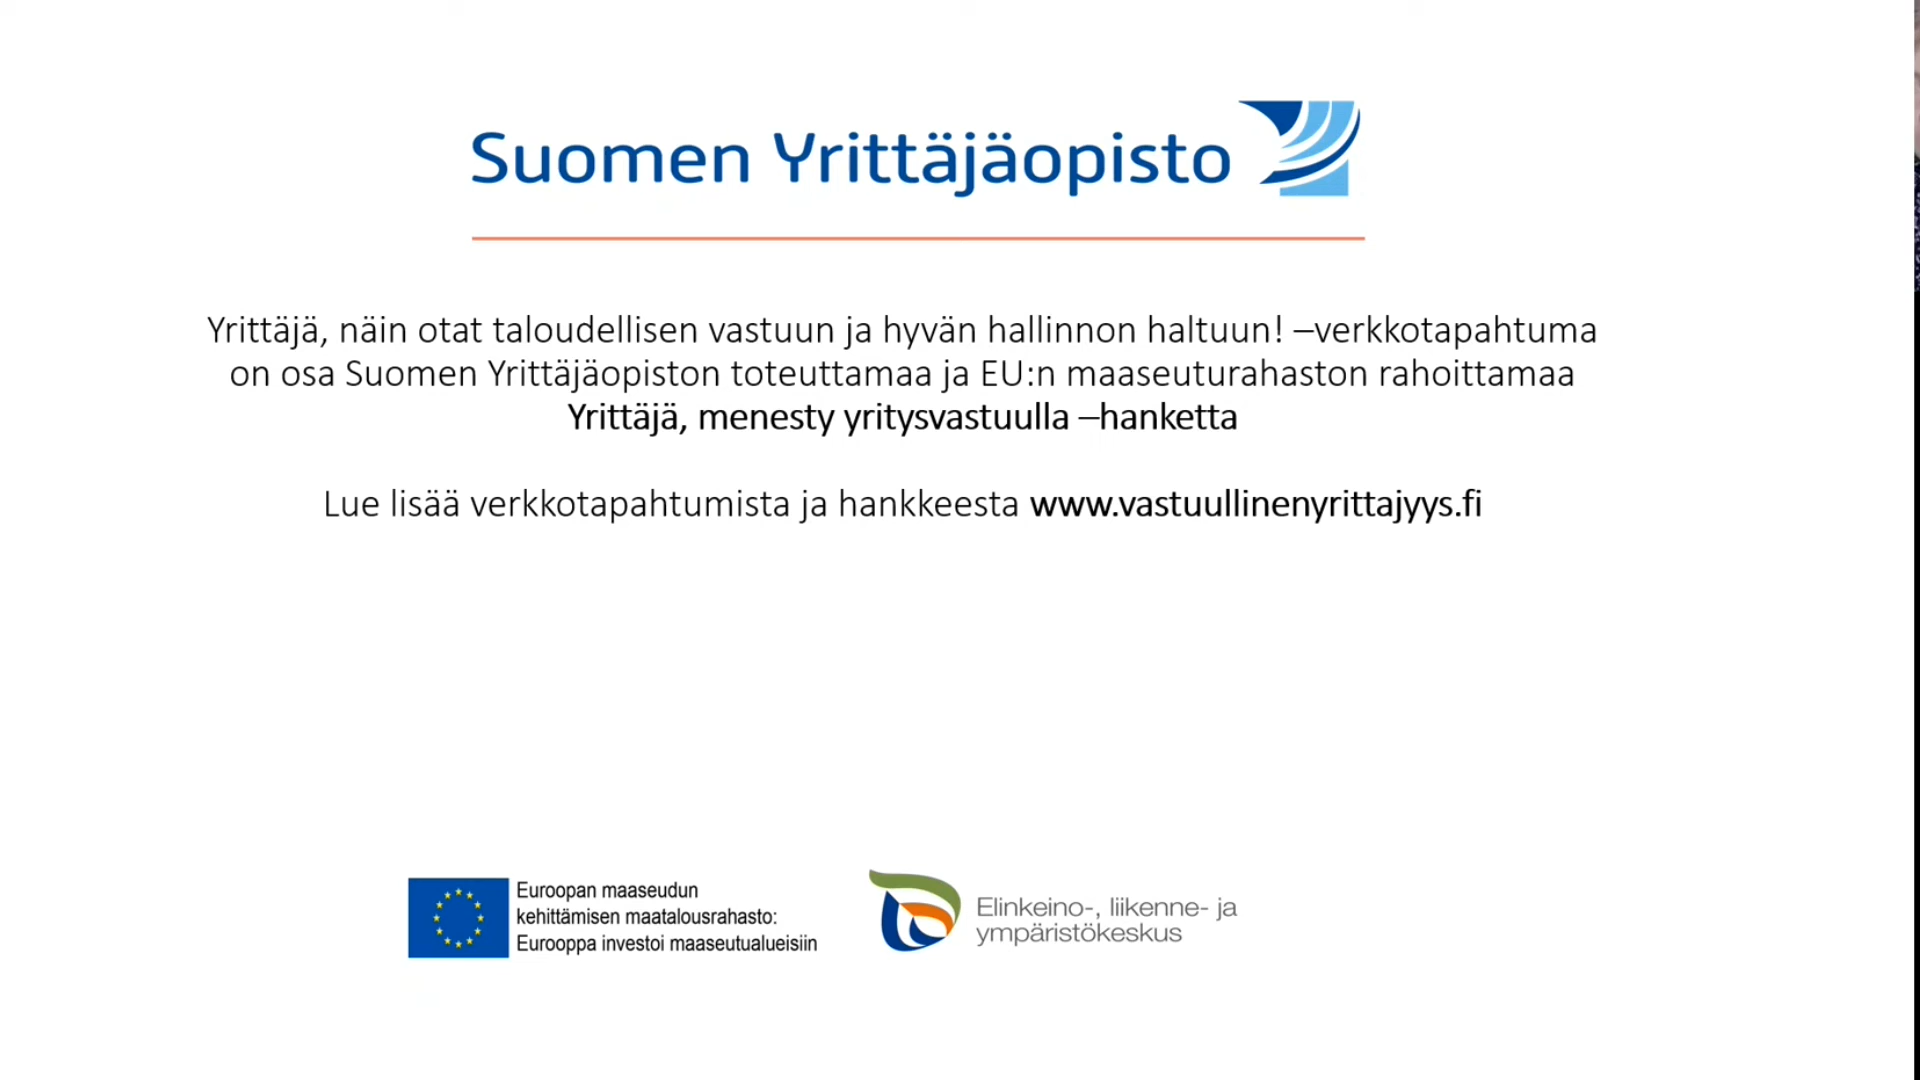 Suomen Yrittäjäopisto
Yrittäjä, näin otat taloudellisen vastuun ja hyvän hallinnon haltuun! –verkkotapahtuma
on osa Suomen Yrittäjäopiston toteuttamaa ja EU:n maaseuturahaston rahoittamaa
Yrittäjä, menesty yritysvastuulla –hanketta
Lue lisää verkkotapahtumista ja hankkeesta www.vastuullinenyrittajyys.fi
Euroopan maaseudun
kehittämisen maatalousrahasto:
Eurooppa investoi maaseutualueisiin
Elinkeino-, liikenne- ja
ympäristökeskus